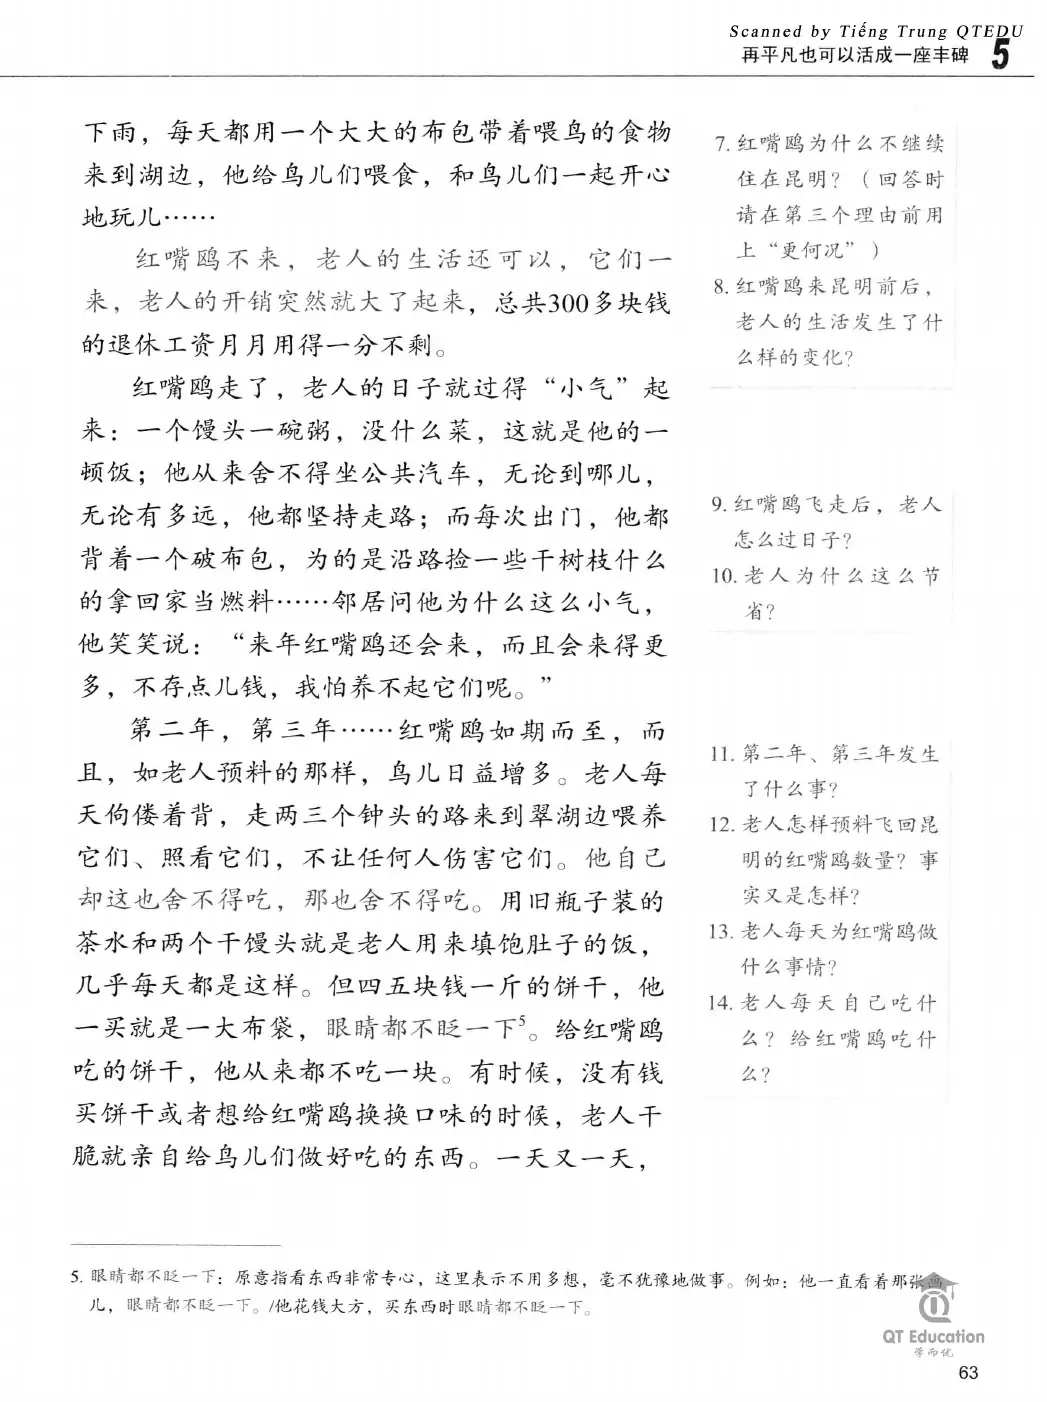 Scanned by Tiếng Trung QTEDU
再平凡也可以活成一座丰碑 5
下雨，每天都用一个大大的布包带着喂鸟的食物
来到湖边，他给鸟儿们喂食，和鸟儿们一起开心
地玩儿……
红嘴鸥不来，老人的生活还可以，它们一
来，老人的开销突然就大了起来，总共300多块钱
的退休工资月月用得一分不剩。
红嘴鸥走了，老人的日子就过得“小气”起
来：一个馒头一碗粥，没什么菜，这就是他的一
顿饭；他从来舍不得坐公共汽车，无论到哪儿，
无论有多远，他都坚持走路；而每次出门，他都
背着一个破布包，为的是沿路捡一些干树枝什么
的拿回家当燃料……邻居问他为什么这么小气，
他笑笑说：“来年红嘴鸥还会来，而且会来得更
多，不存点儿钱，我怕养不起它们呢。”
第二年，第三年……红嘴鸥如期而至，而
且，如老人预料的那样，鸟儿日益增多。老人每
天佝偻着背，走两三个钟头的路来到翠湖边喂养
它们、照看它们，不让任何人伤害它们。他自己
却这也舍不得吃，那也舍不得吃。用旧瓶子装的
茶水和两个干馒头就是老人用来填饱肚子的饭，
几乎每天都是这样。但四五块钱一斤的饼干，他
一买就是一大布袋，眼睛都不眨一下5。给红嘴鸥
吃的饼干，他从来都不吃一块。有时候，没有钱
买饼干或者想给红嘴鸥换换口味的时候，老人干
脆就亲自给鸟儿们做好吃的东西。一天又一天，
7. 红嘴鸥为什么不继续
住在昆明？（回答时
请在第三个理由前用
上“更何况”）
8. 红嘴鸥来昆明前后，
老人的生活发生了什
么样的变化？
9. 红嘴鸥飞走后，老人
怎么过日子？
10. 老人为什么这么节
省？
11. 第二年、第三年发生
了什么事？
12. 老人怎样预料飞回昆
明的红嘴鸥数量？事
实又是怎样？
13. 老人每天为红嘴鸥做
什么事情？
14. 老人每天自己吃什
么？给红嘴鸥吃什
么？
5. 眼睛都不眨一下：原意指看东西非常专心，这里表示不用多想，毫不犹豫地做事。例如：他一直看着那张画
儿，眼睛都不眨一下。/他花钱大方，买东西时眼睛都不眨一下。
QT Education
学而优
63